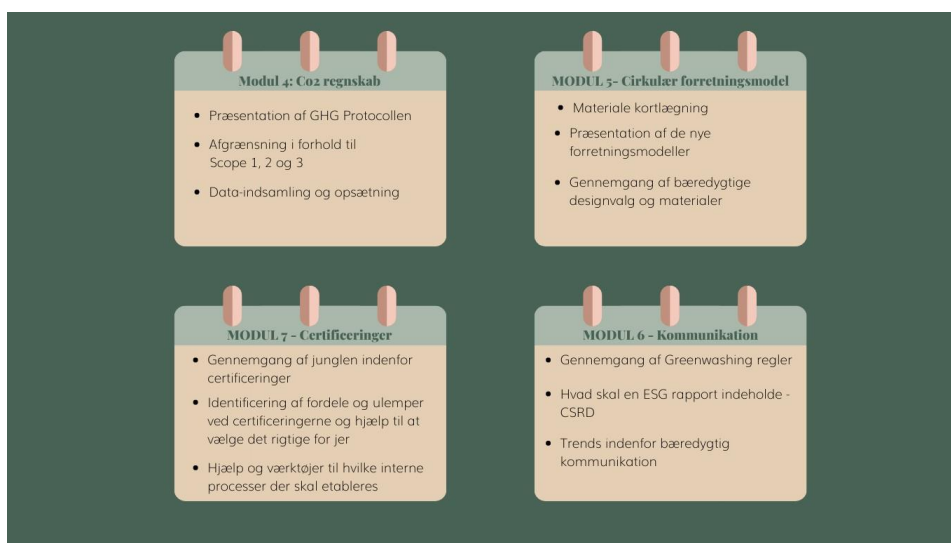 Modul 4: Co2 regnskab
• Præsentation af GHG Protocollen
• Afgrænsning i forhold til
Scope 1, 2 og 3
• Data-indsamling og opsætning
MODUL 5- Cirkulær forretningsmodel
• Materiale kortlægning
• Præsentation af de nye
forretningsmodeller
• Gennemgang af bæredygtige
designvalg og materialer
MODUL 7 - Certificeringer
• Gennemgang af junglen indenfor
certificeringer
• Identificering af fordele og ulemper
ved certificeringerne og hjælp til at
vælge det rigtige for jer
• Hjælp og værktøjer til hvilke interne
processer der skal etableres
MODUL 6 - Kommunikation
• Gennemgang af Greenwashing regler
• Hvad skal en ESG rapport indeholde -
CSRD
• Trends indenfor bæredygtig
kommunikation